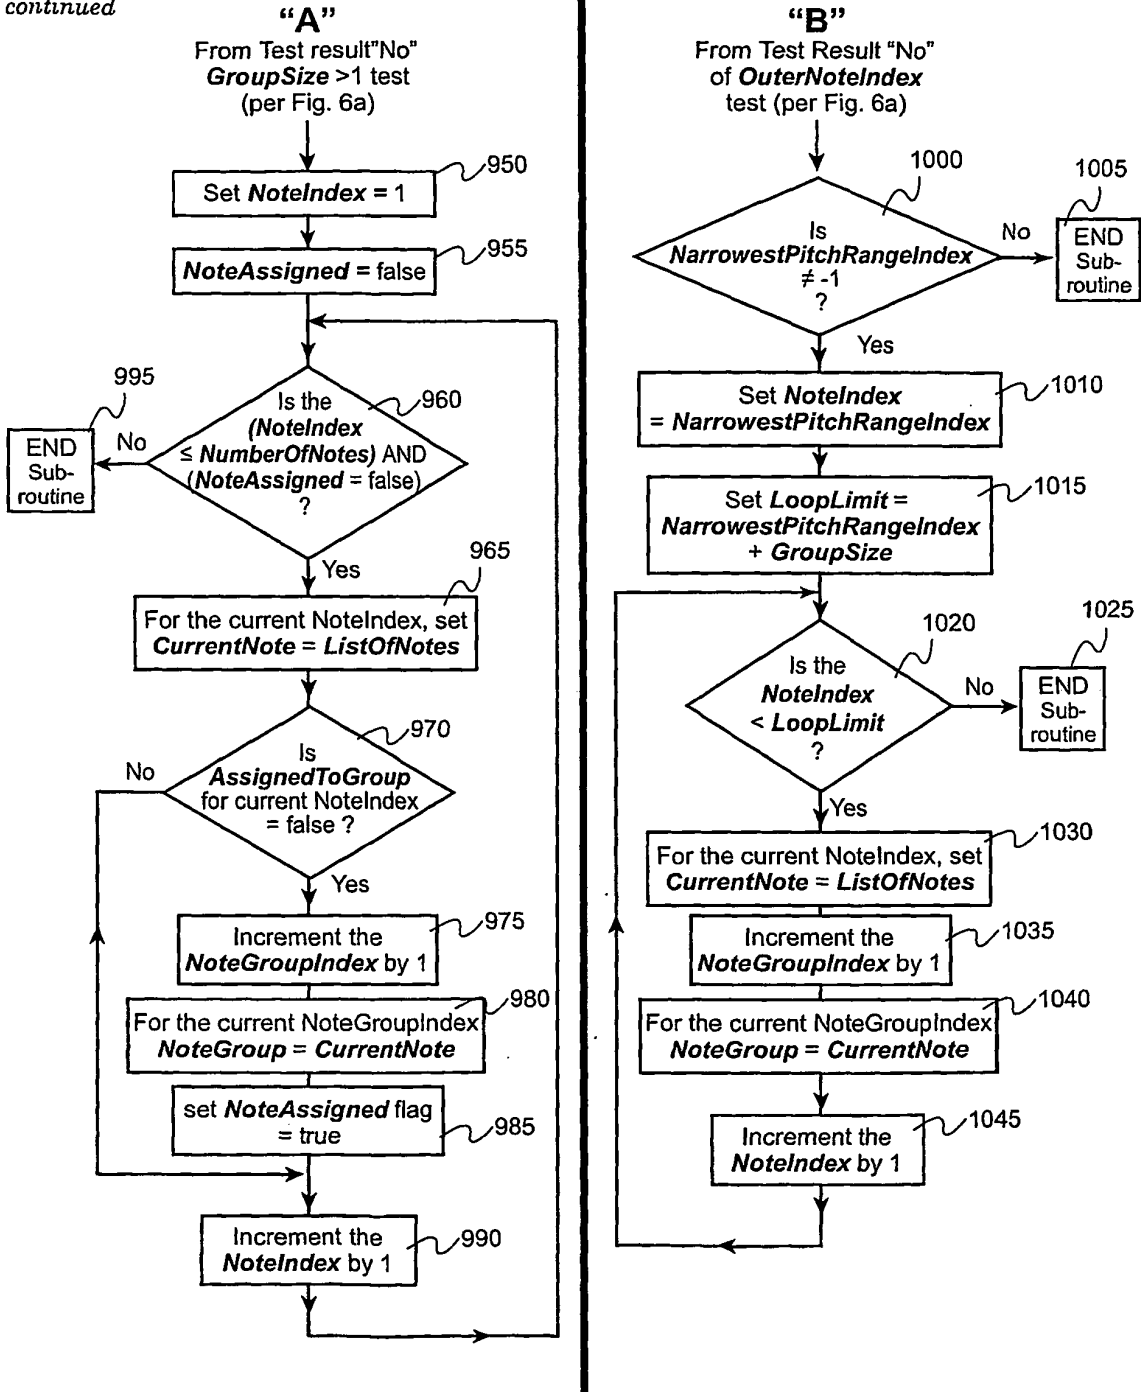 continued
"A"
From Test result"No"
GroupSize >1 test
(per Fig. 6a)
950
Set NoteIndex = 1
955
NoteAssigned = false
960
Is the
(NoteIndex
≤ NumberOfNotes) AND
(NoteAssigned = false)
?
995
No
END
Sub-
routine
Yes
965
For the current NoteIndex, set
CurrentNote = ListOfNotes
970
Is
AssignedToGroup
for current NoteIndex
= false ?
No
Yes
975
Increment the
NoteGroupIndex by 1
980
For the current NoteGroupIndex
NoteGroup = CurrentNote
set NoteAssigned flag
= true
985
Increment the
NoteIndex by 1
990
"B"
From Test Result "No"
of OuterNoteIndex
test (per Fig. 6a)
1000
Is
NarrowestPitchRangeIndex
≠ -1
?
No
1005
END
Sub-
routine
Yes
1010
Set NoteIndex
= NarrowestPitchRangeIndex
1015
Set LoopLimit =
NarrowestPitchRangeIndex
+ GroupSize
1020
Is the
NoteIndex
< LoopLimit
?
No
1025
END
Sub-
routine
Yes
1030
For the current NoteIndex, set
CurrentNote = ListOfNotes
1035
Increment the
NoteGroupIndex by 1
1040
For the current NoteGroupIndex
NoteGroup = CurrentNote
1045
Increment the
NoteIndex by 1